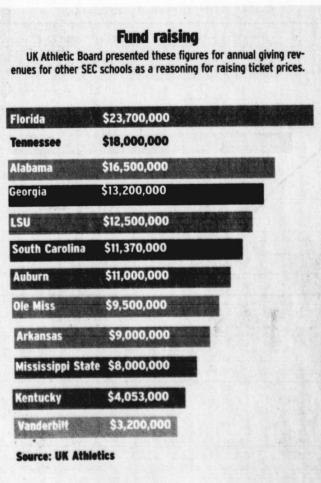 Fund raising
UK Athletic Board presented these figures for annual giving rev-
enues for other SEC schools as a reasoning for raising ticket prices.
Florida $23,700,000
Tennessee $18,000,000
Alabama $16,500,000
Georgia $13,200,000
LSU $12,500,000
South Carolina $11,370,000
Auburn $11,000,000
Ole Miss $9,500,000
Arkansas $9,000,000
Mississippi State $8,000,000
Kentucky $4,053,000
Vanderbilt $3,200,000
Source: UK Athletics